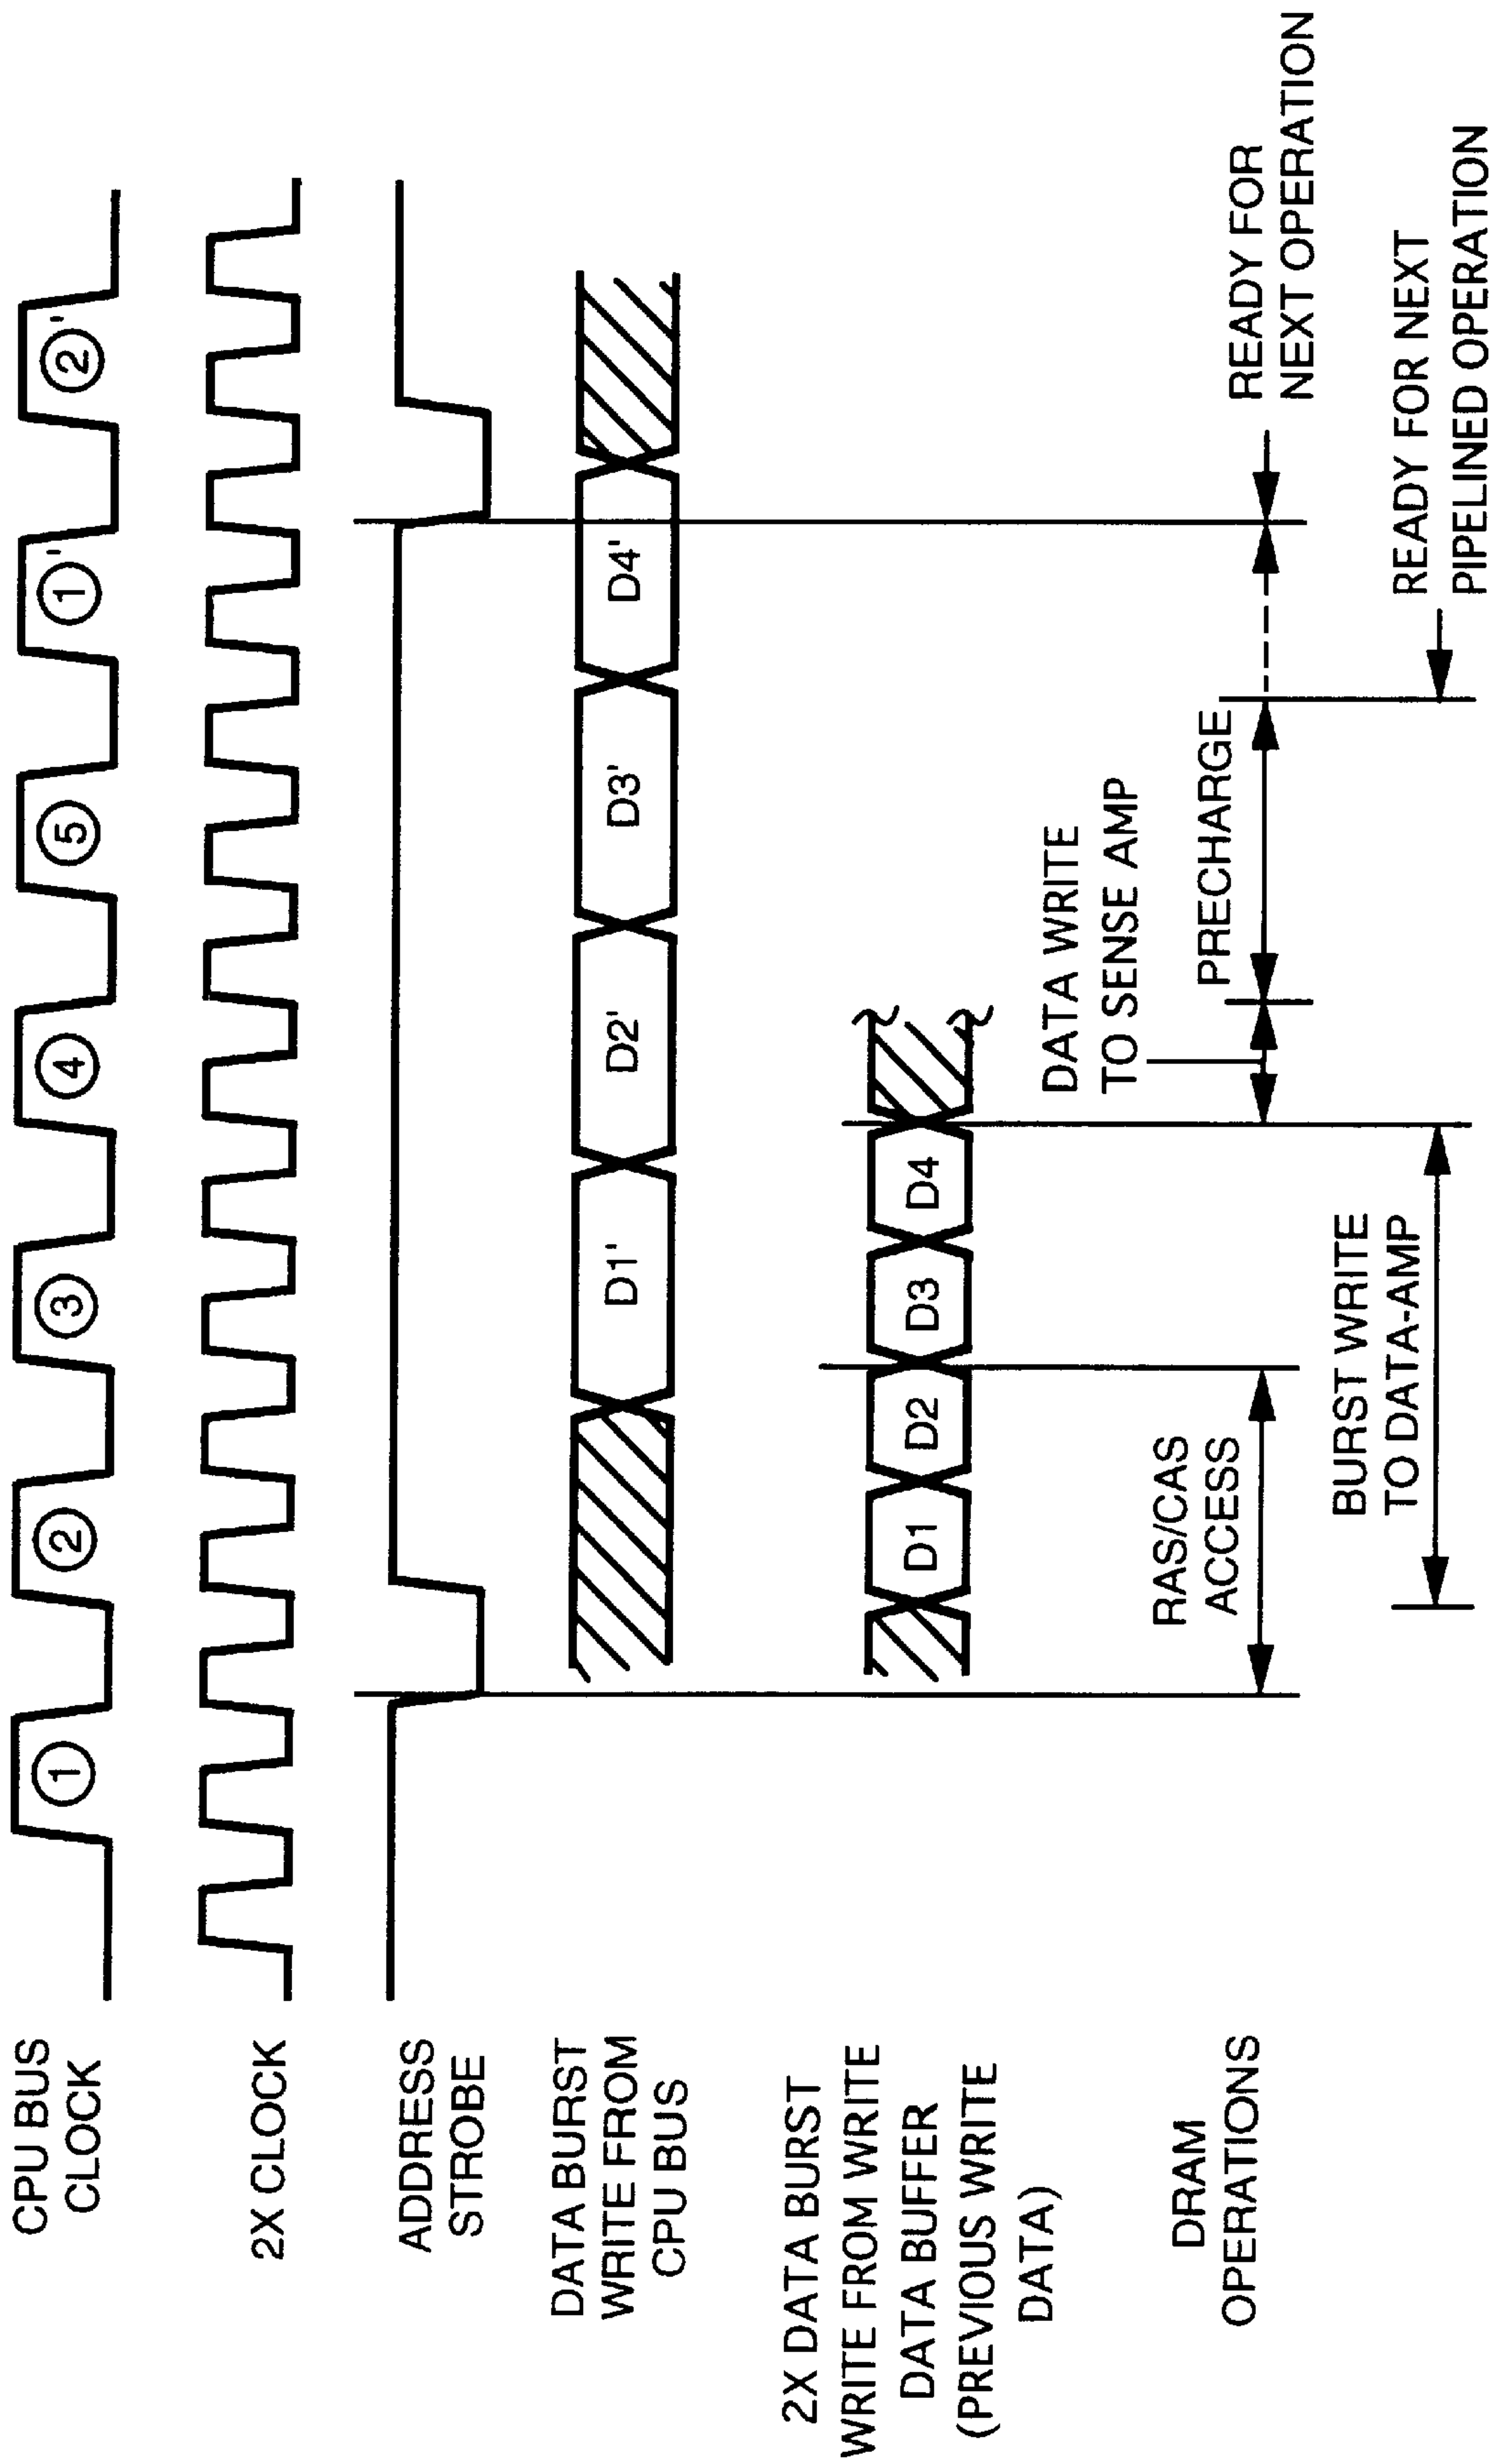 CPU BUS
CLOCK
① ② ③ ④ ⑤ ①' ②'
2X CLOCK
ADDRESS
STROBE
DATA BURST
WRITE FROM
CPU BUS
D1' D2' D3' D4'
2X DATA BURST
WRITE FROM WRITE
DATA BUFFER
(PREVIOUS WRITE
DATA)
D1 D2 D3 D4
DRAM
OPERATIONS
RAS/CAS
ACCESS
DATA WRITE
TO SENSE AMP
PRECHARGE
READY FOR
NEXT OPERATION
BURST WRITE
TO DATA-AMP
READY FOR NEXT
PIPELINED OPERATION